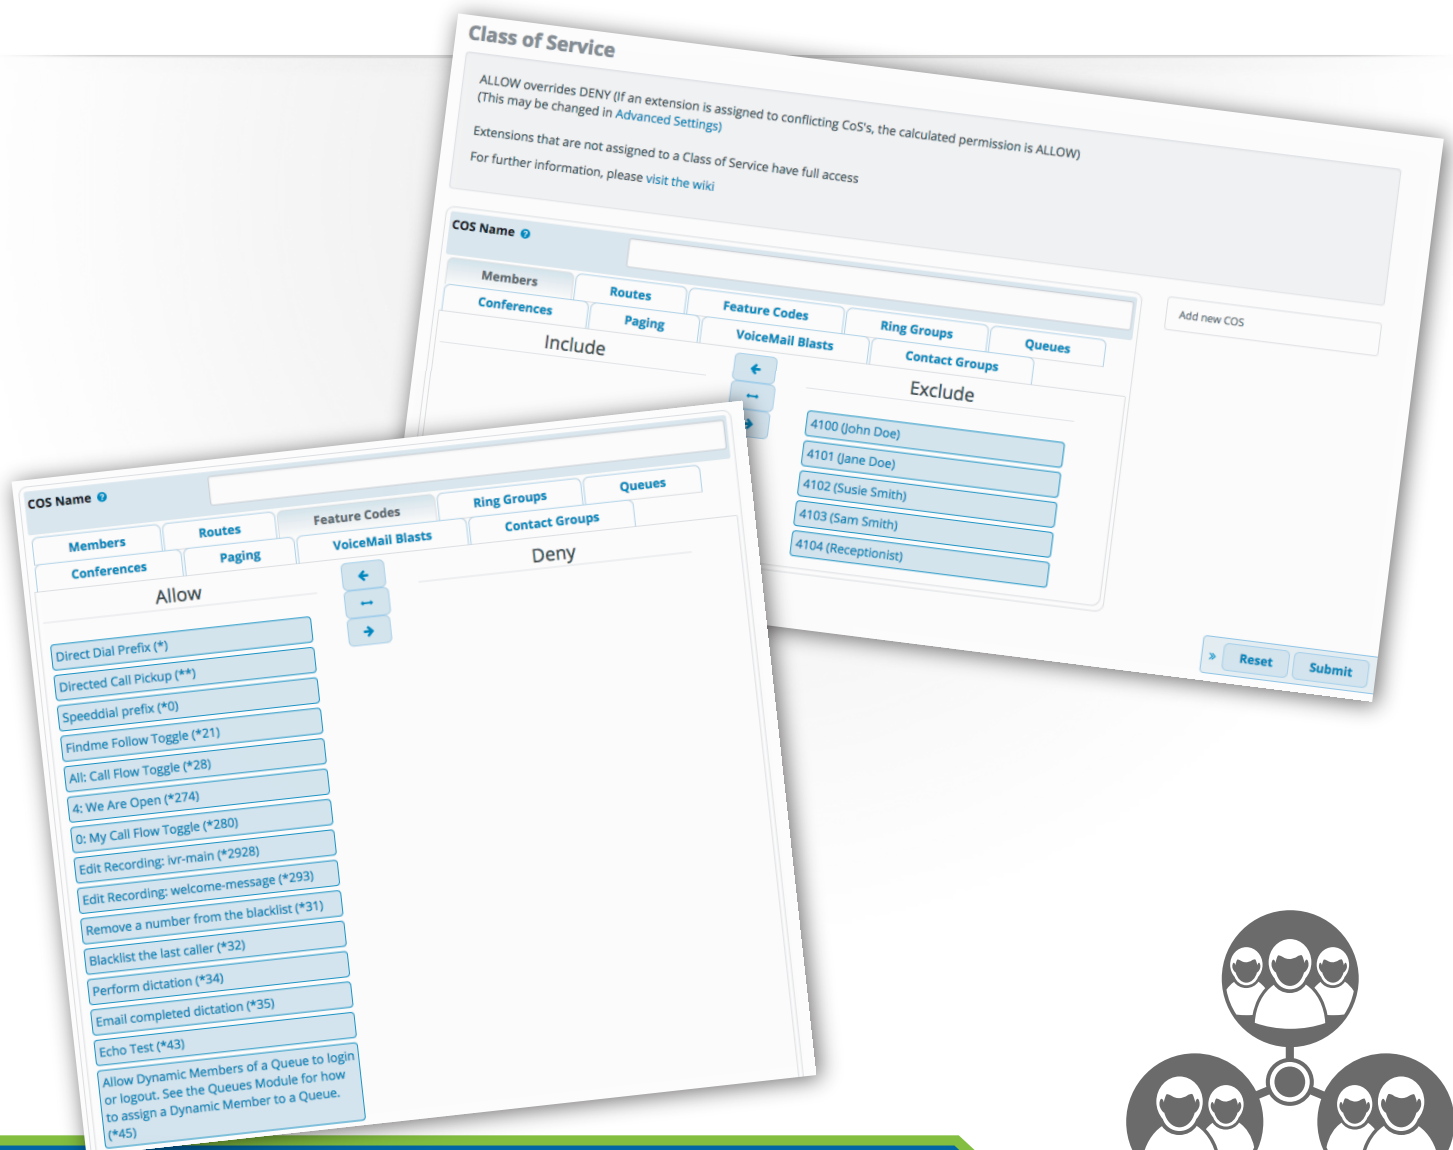 Class of Service
ALLOW overrides DENY (If an extension is assigned to conflicting CoS's, the calculated permission is ALLOW)
(This may be changed in Advanced Settings)
Extensions that are not assigned to a Class of Service have full access
For further information, please visit the wiki
COS Name
Members
Routes
Feature Codes
Ring Groups
Queues
Conferences
Paging
VoiceMail Blasts
Contact Groups
Include
Exclude
4100 (John Doe)
4101 (Jane Doe)
4102 (Susie Smith)
4103 (Sam Smith)
4104 (Receptionist)
Add new COS
Reset
Submit
COS Name
Members
Routes
Feature Codes
Ring Groups
Queues
Conferences
Paging
VoiceMail Blasts
Contact Groups
Allow
Deny
Direct Dial Prefix (*)
Directed Call Pickup (**)
Speeddial prefix (*0)
Findme Follow Toggle (*21)
All: Call Flow Toggle (*28)
4: We Are Open (*274)
0: My Call Flow Toggle (*280)
Edit Recording: ivr-main (*2928)
Edit Recording: welcome-message (*293)
Remove a number from the blacklist (*31)
Blacklist the last caller (*32)
Perform dictation (*34)
Email completed dictation (*35)
Echo Test (*43)
Allow Dynamic Members of a Queue to login
or logout. See the Queues Module for how
to assign a Dynamic Member to a Queue.
(*45)